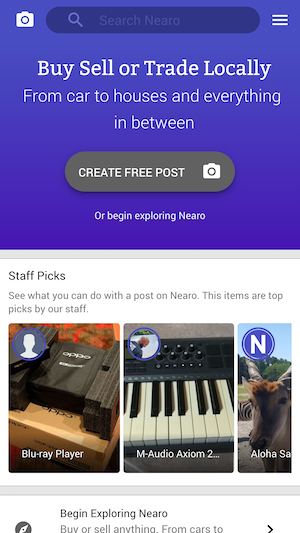 Search Nearo
Buy Sell or Trade Locally
From car to houses and everything
in between
CREATE FREE POST
Or begin exploring Nearo
Staff Picks
See what you can do with a post on Nearo. This items are top
picks by our staff.
oppo
oppo
N
Blu-ray Player
M-Audio Axiom 2...
Aloha Sa
Begin Exploring Nearo
Buy or sell anything. From cars to